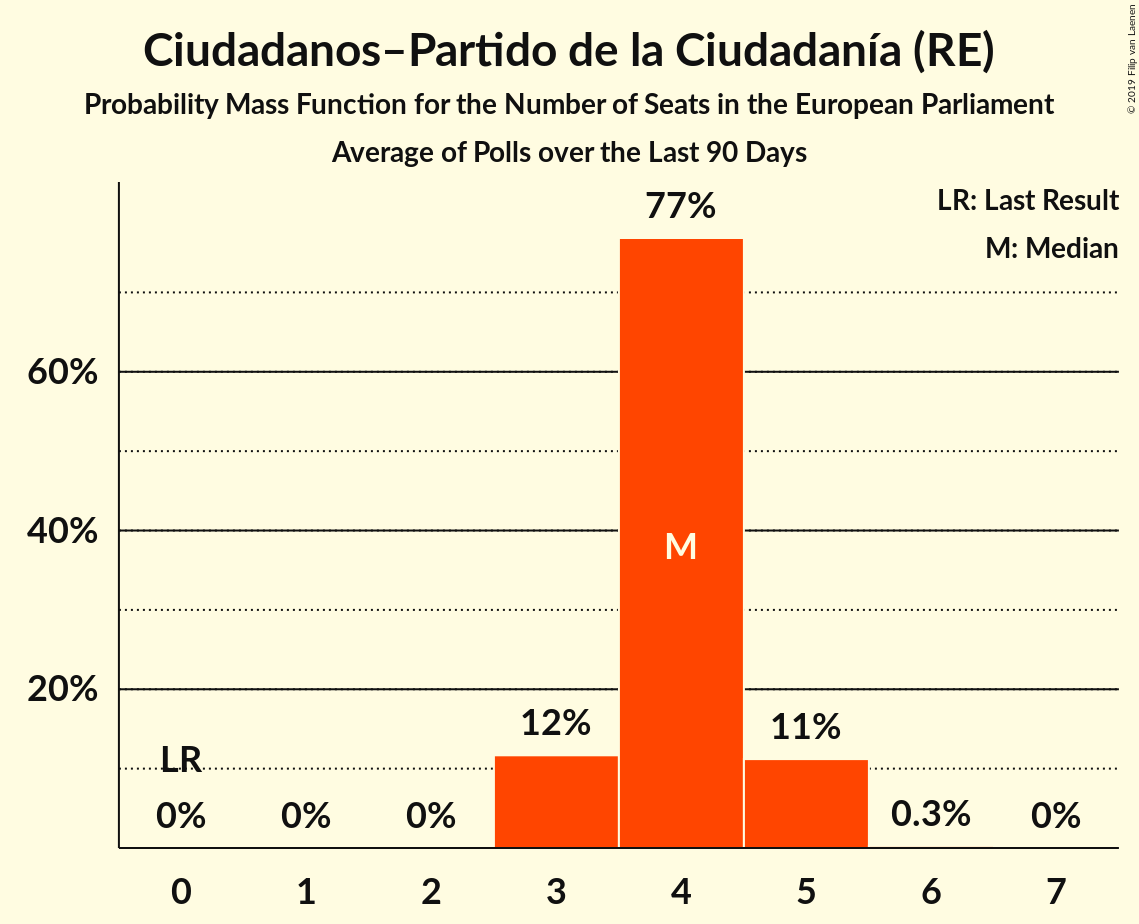 Ciudadanos–Partido de la Ciudadanía (RE)
Probability Mass Function for the Number of Seats in the European Parliament
Average of Polls over the Last 90 Days
© 2019 Filip van Laenen
LR: Last Result
M: Median
77%
60%
40%
M
20%
12%
11%
LR
0%
0%
0%
0.3%
0%
0
1
2
3
4
5
6
7